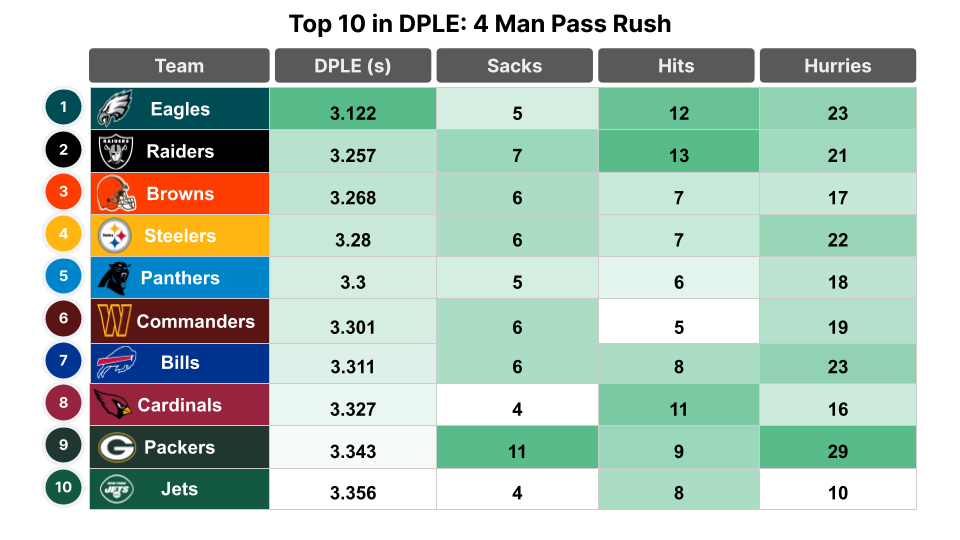 Top 10 in DPLE: 4 Man Pass Rush
Team DPLE (s) Sacks Hits Hurries
1 Eagles 3.122 5 12 23
2 RAIDERS Raiders 3.257 7 13 21
3 Browns 3.268 6 7 17
4 Steelers Steelers 3.28 6 7 22
5 Panthers 3.3 5 6 18
6 W Commanders 3.301 6 5 19
7 Bills 3.311 6 8 23
8 Cardinals 3.327 4 11 16
9 G Packers 3.343 11 9 29
10 NEW YORK JETS Jets 3.356 4 8 10